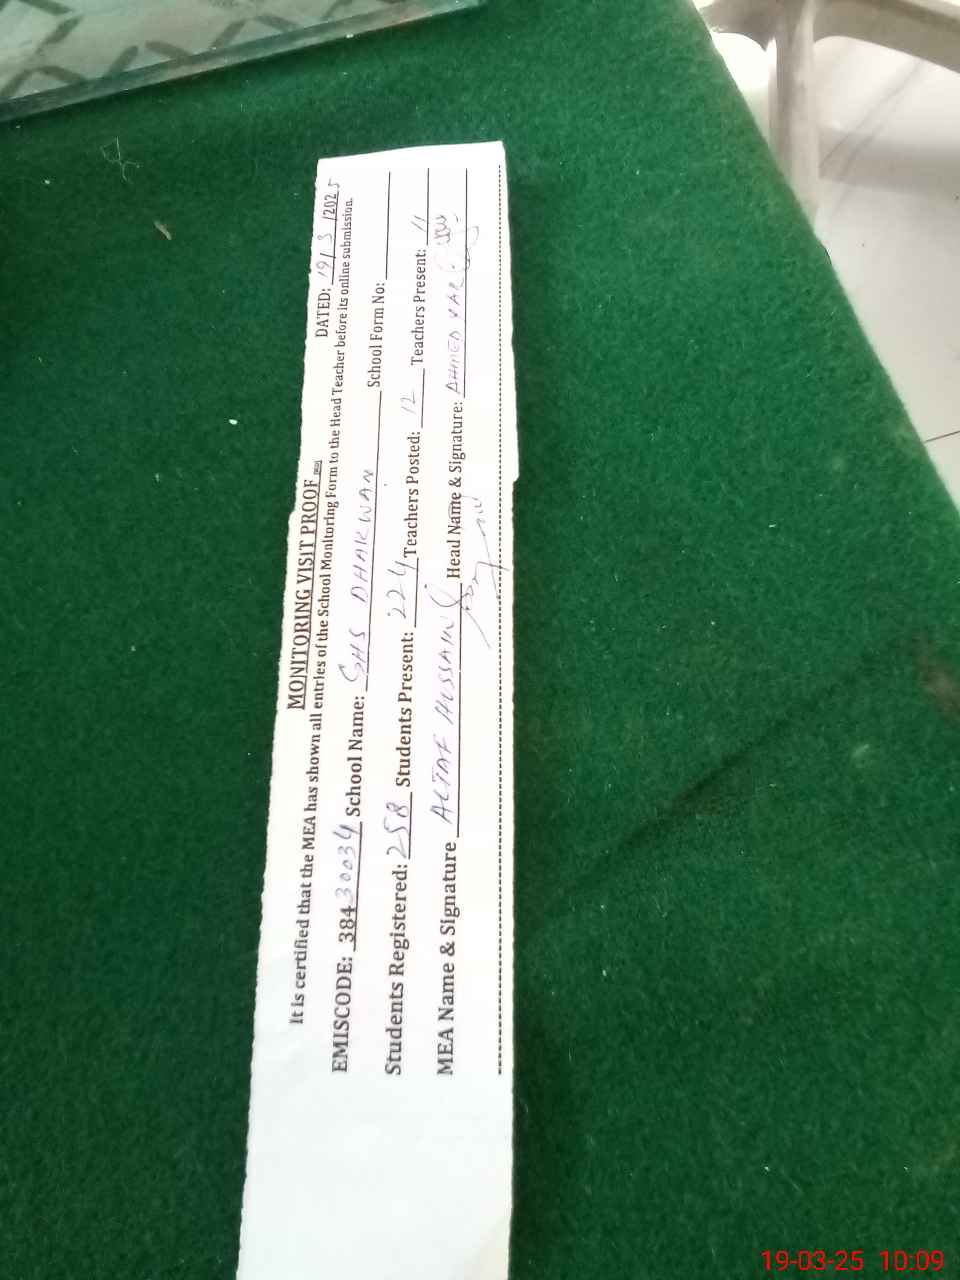 MONITORING VISIT PROOF
DATED: 19/3/2025
It is certified that the MEA has shown all entries of the School Monitoring Form to the Head Teacher before its online submission.
EMISCODE: 38430034 School Name: GHS DHAKWAN School Form No:
Students Registered: 258 Students Present: 224 Teachers Posted: 12 Teachers Present: 11
MEA Name & Signature ALTAF HUSSAIN Head Name & Signature: AHMED YAR
19-03-25 10:09